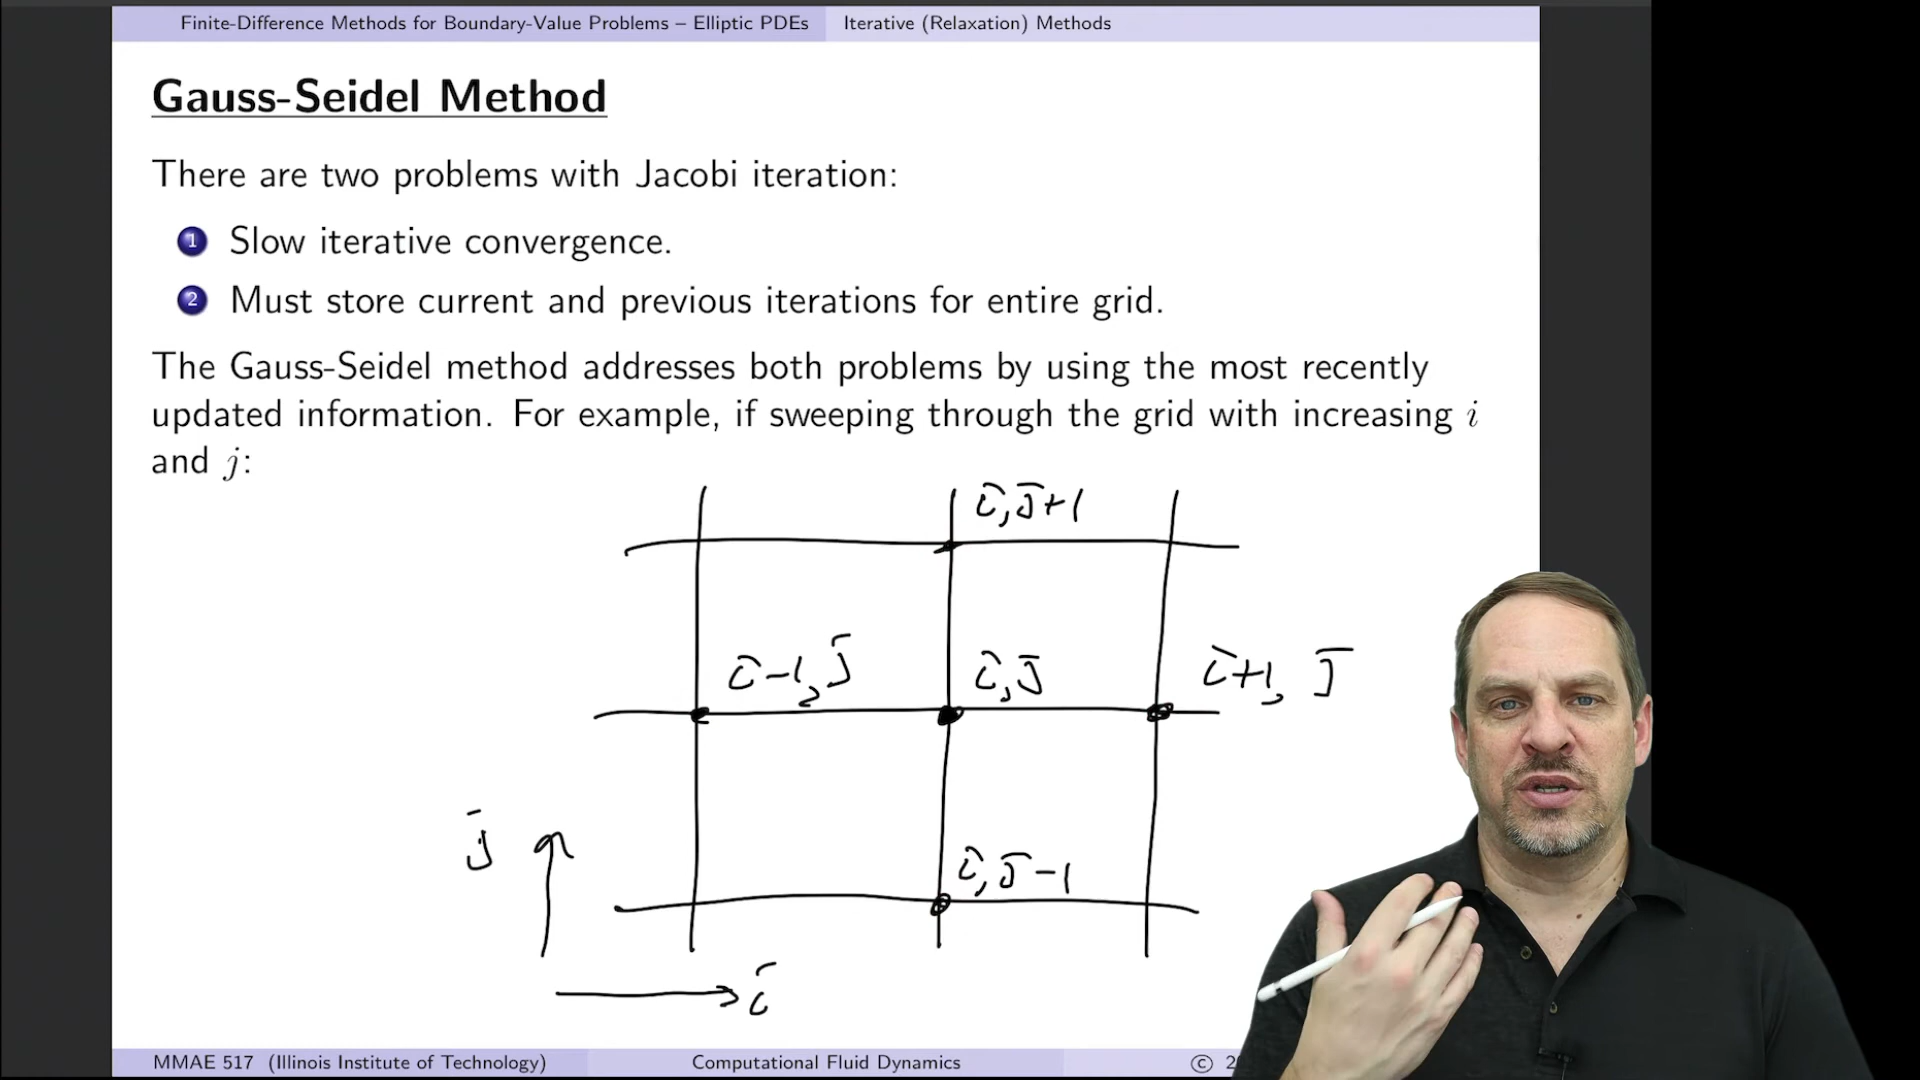 Finite-Difference Methods for Boundary-Value Problems – Elliptic PDEs Iterative (Relaxation) Methods
Gauss-Seidel Method
There are two problems with Jacobi iteration:
1 Slow iterative convergence.
2 Must store current and previous iterations for entire grid.
The Gauss-Seidel method addresses both problems by using the most recently
updated information. For example, if sweeping through the grid with increasing i
and j:
i, j+1
i-1, j i, j i+1, j
j
i, j-1
i
MMAE 517 (Illinois Institute of Technology) Computational Fluid Dynamics ©